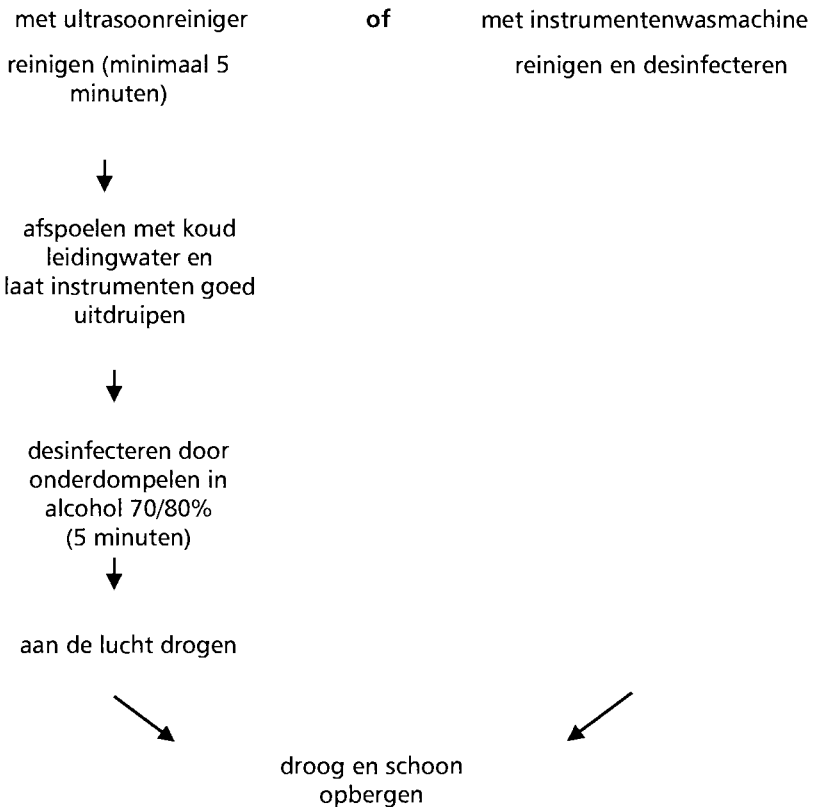 met ultrasoonreiniger of met instrumentenwasmachine
reinigen (minimaal 5
minuten)
reinigen en desinfecteren
afspoelen met koud
leidingwater en
laat instrumenten goed
uitdruipen
desinfecteren door
onderdompelen in
alcohol 70/80%
(5 minuten)
aan de lucht drogen
droog en schoon
opbergen